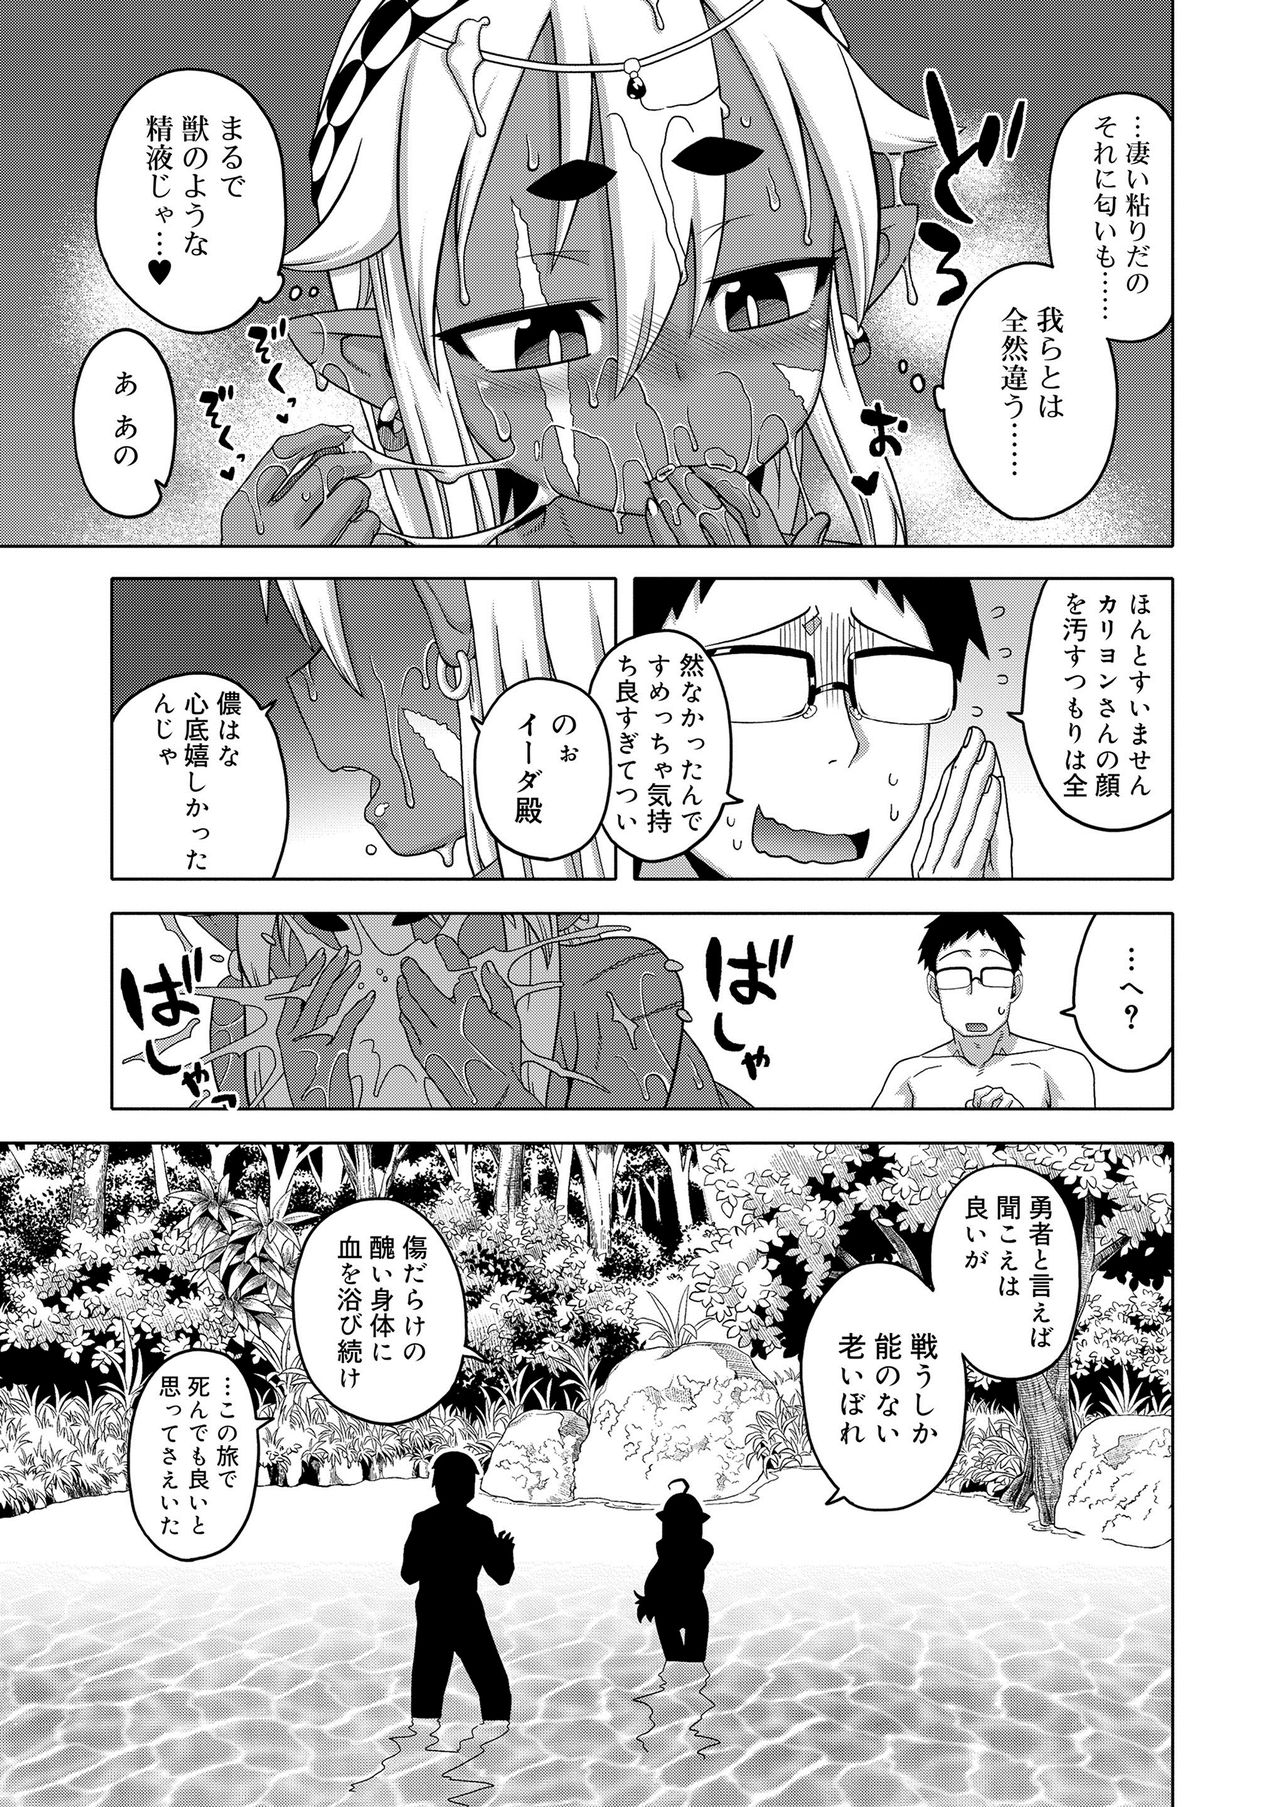 …凄い粘りだの
それに匂いも……
我らとは
全然違う……
どろっ
お
まるで
獣のような
精液じゃ…♥
ぞくっ
ぞくっ
あ あの
ほんとすいません
カリヨンさんの顔
を汚すつもりは全
然なかったんで
すめっちゃ気持
ち良すぎてつい
のぉ
イーダ殿
儂はな
心底嬉しかった
んじゃ
…へ？
ばしゃ
ばしゃっ
勇者と言えば
聞こえは
良いが
戦うしか
能のない
老いぼれ
傷だらけの
醜い身体に
血を浴び続け
…この旅で
死んでも良いと
思ってさえいた